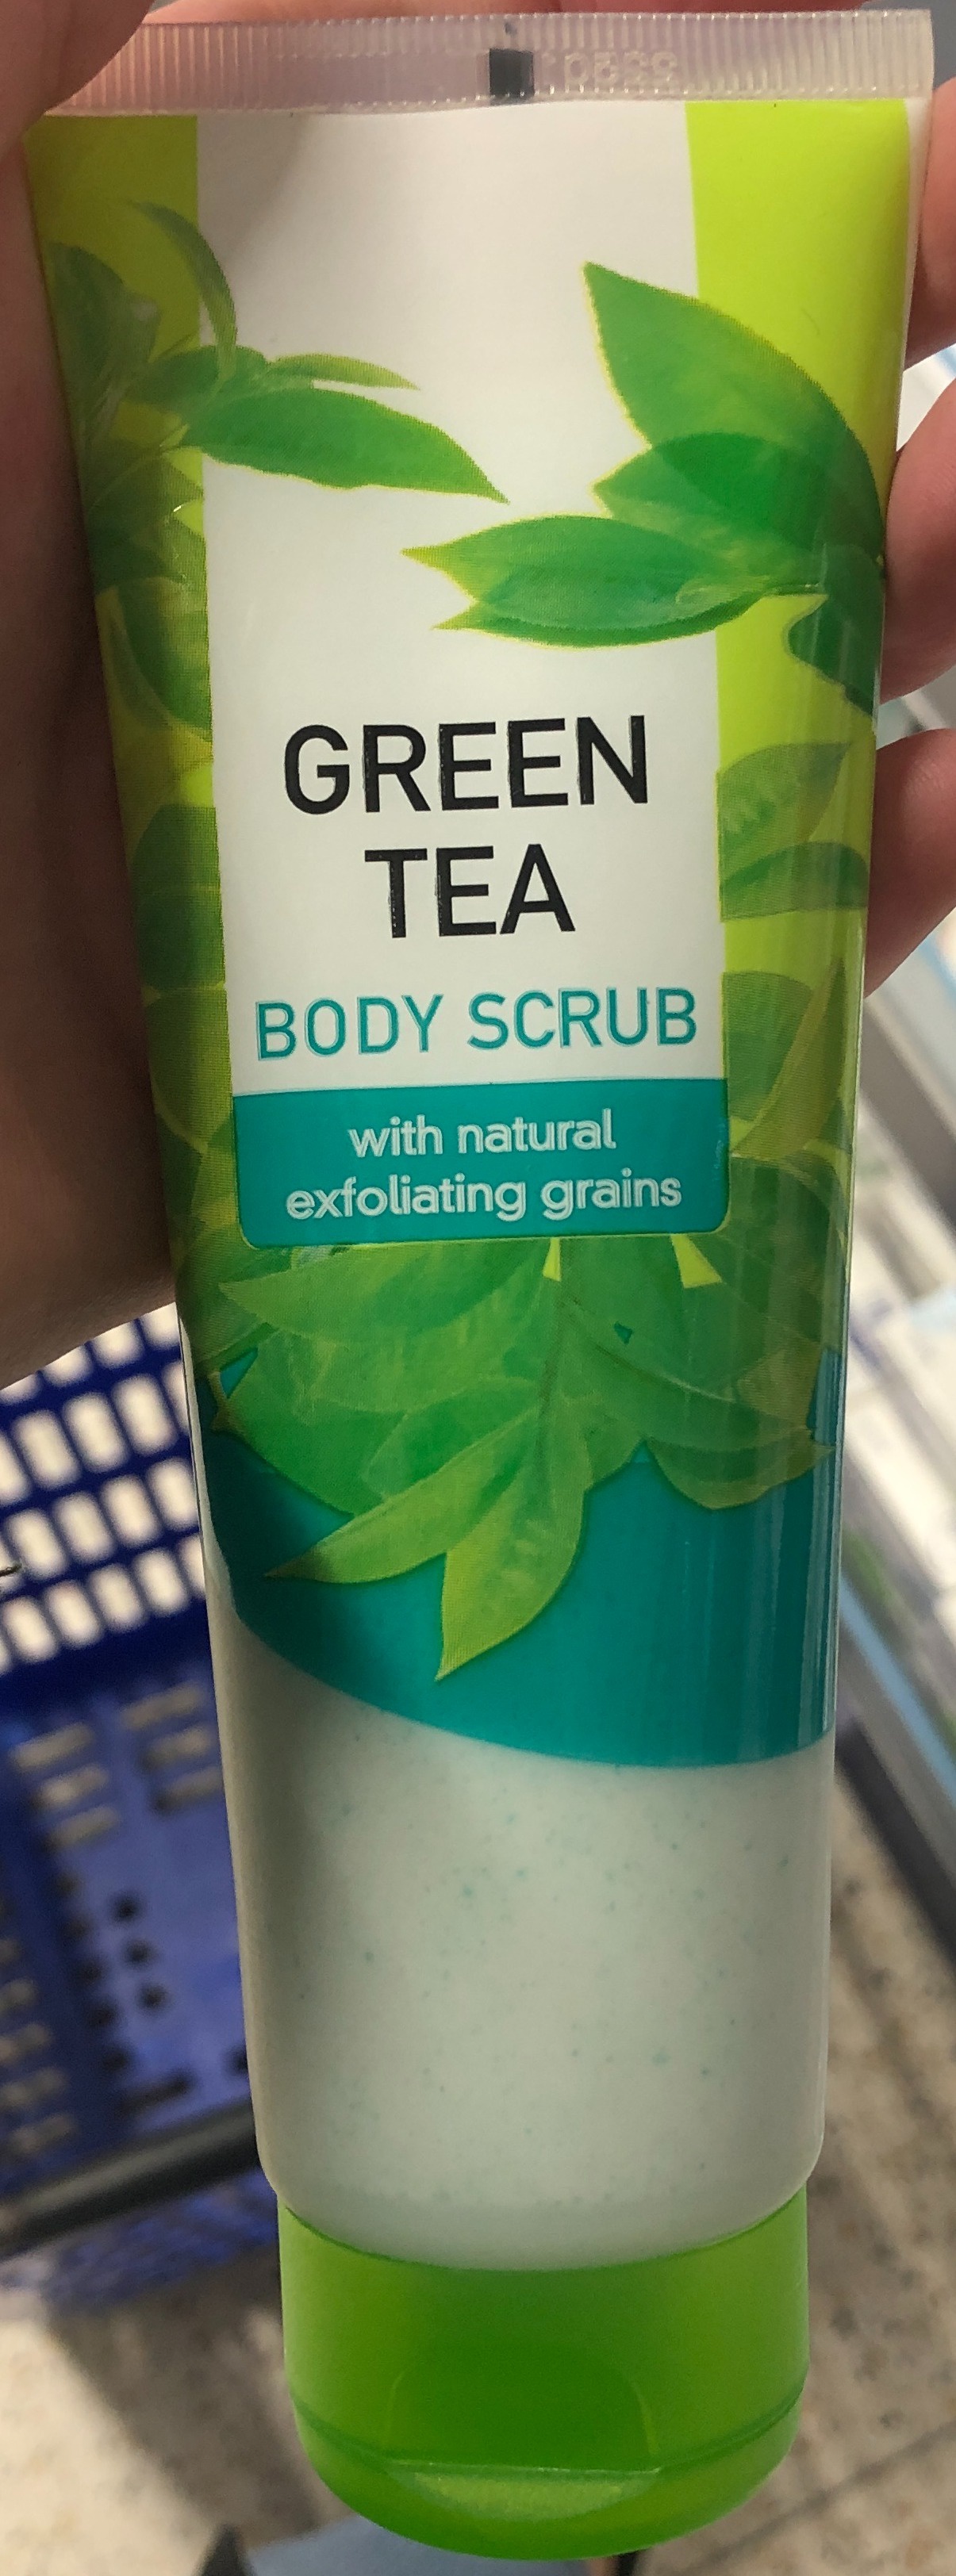 GREEN
TEA
BODY SCRUB
with natural
exfoliating grains